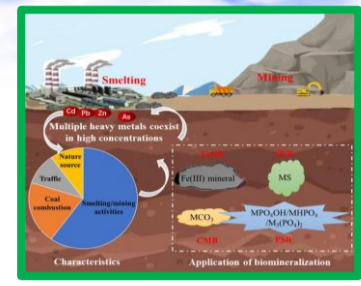 Smelting
Mining
Cd Pb Zn As
Multiple heavy metals coexist
in high concentrations
Nature
source
Traffic
Coal
combustion
Smelting/mining
activities
Fe(III) mineral
MS
MCO₃
MPO₄OH/MHPO₄
/M₃(PO₄)₂
CMB
PSB
Characteristics
Application of biomineralization